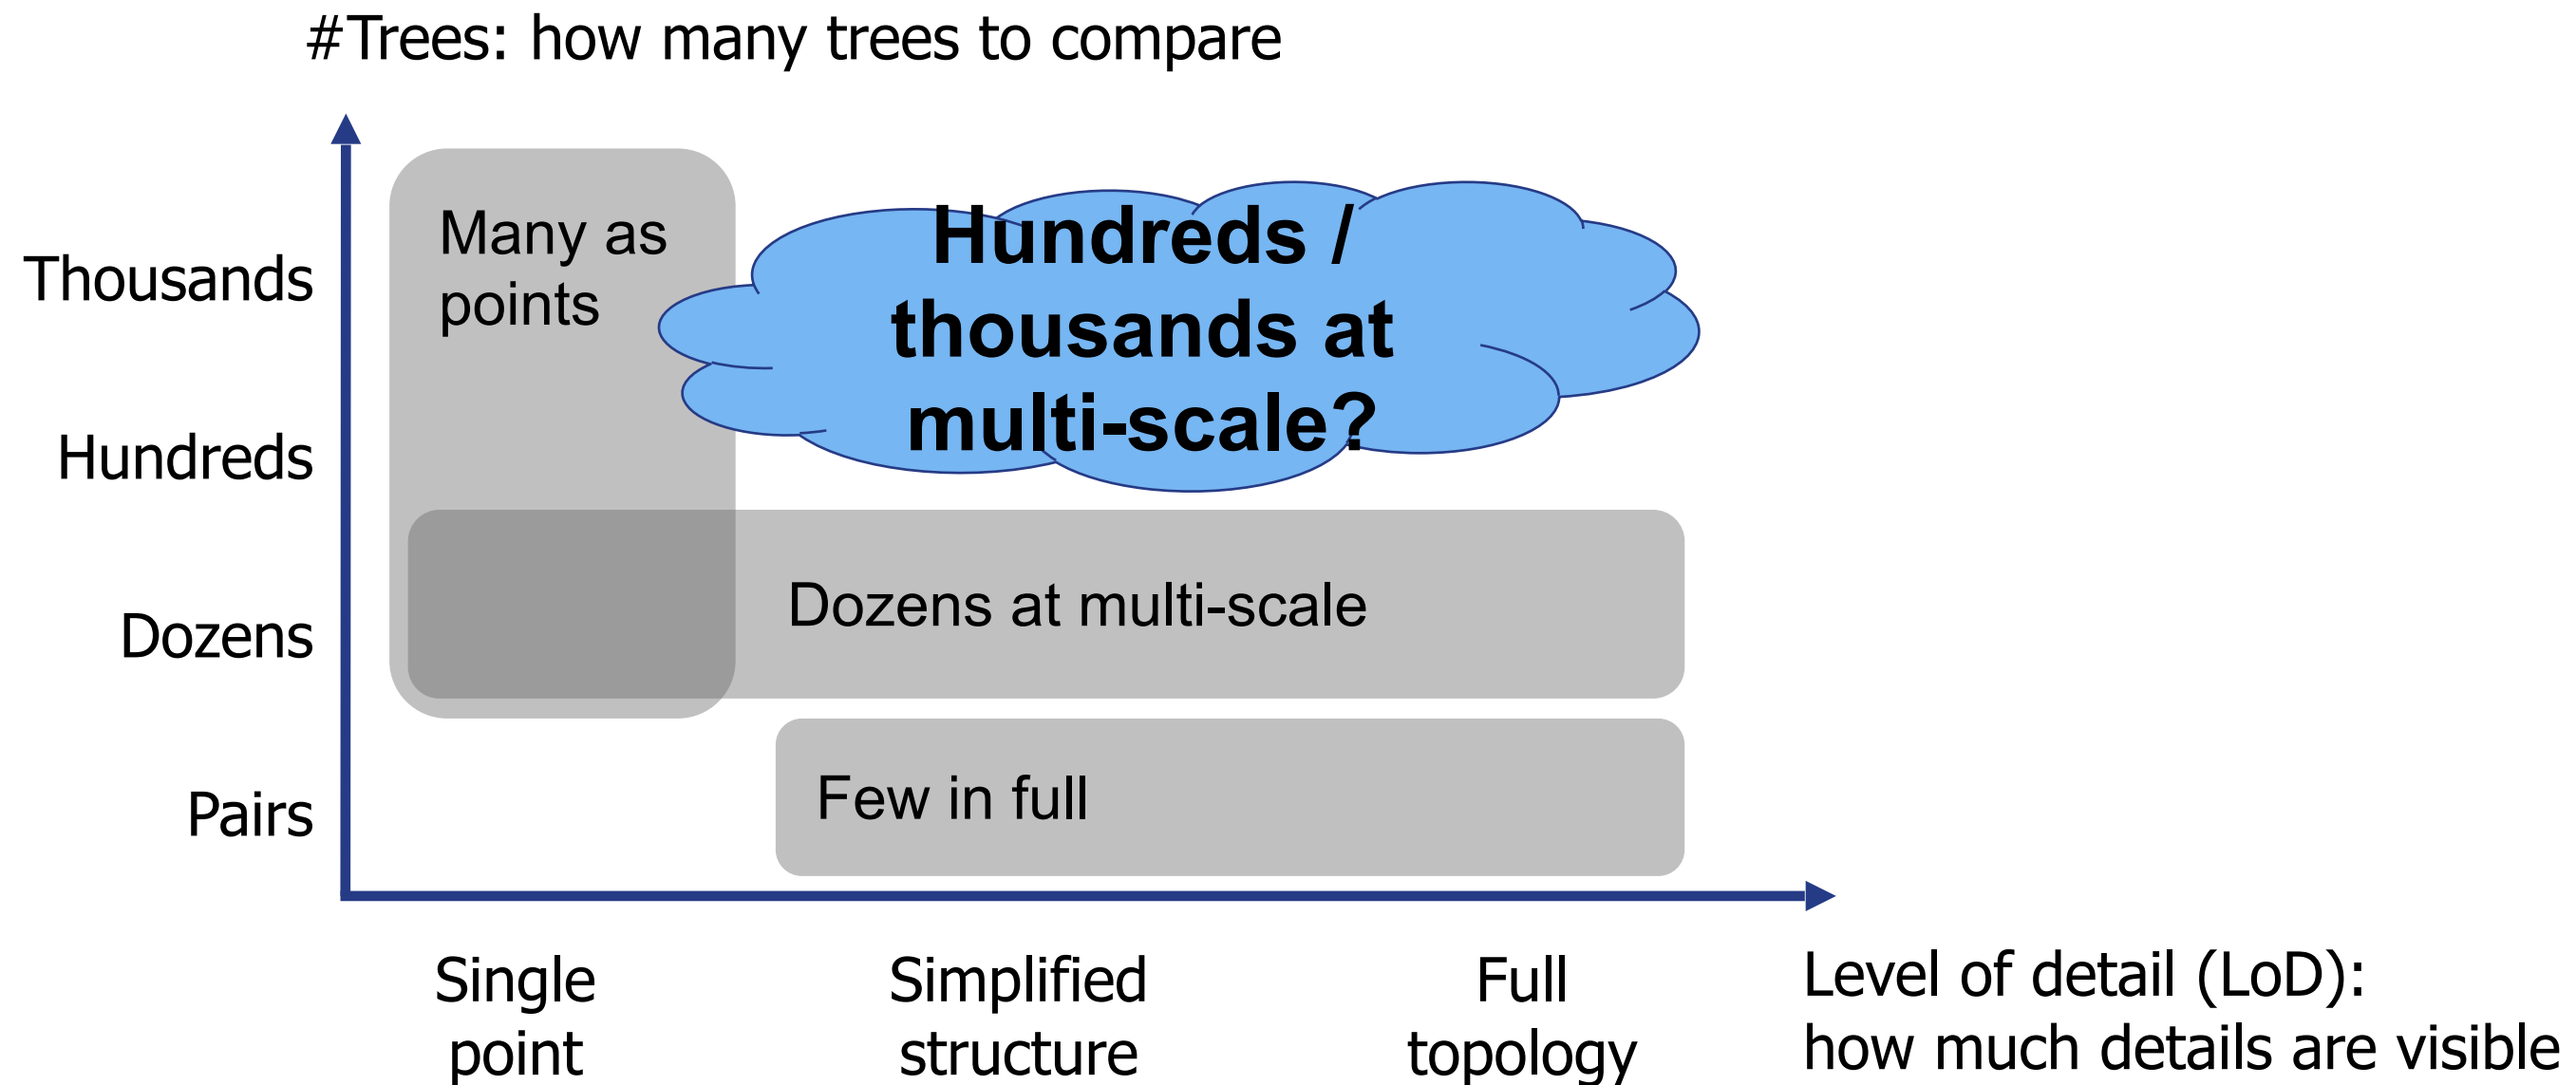 #Trees: how many trees to compare
Thousands
Hundreds
Dozens
Pairs
Many as
points
Hundreds /
thousands at
multi-scale?
Dozens at multi-scale
Few in full
Single
point
Simplified
structure
Full
topology
Level of detail (LoD):
how much details are visible